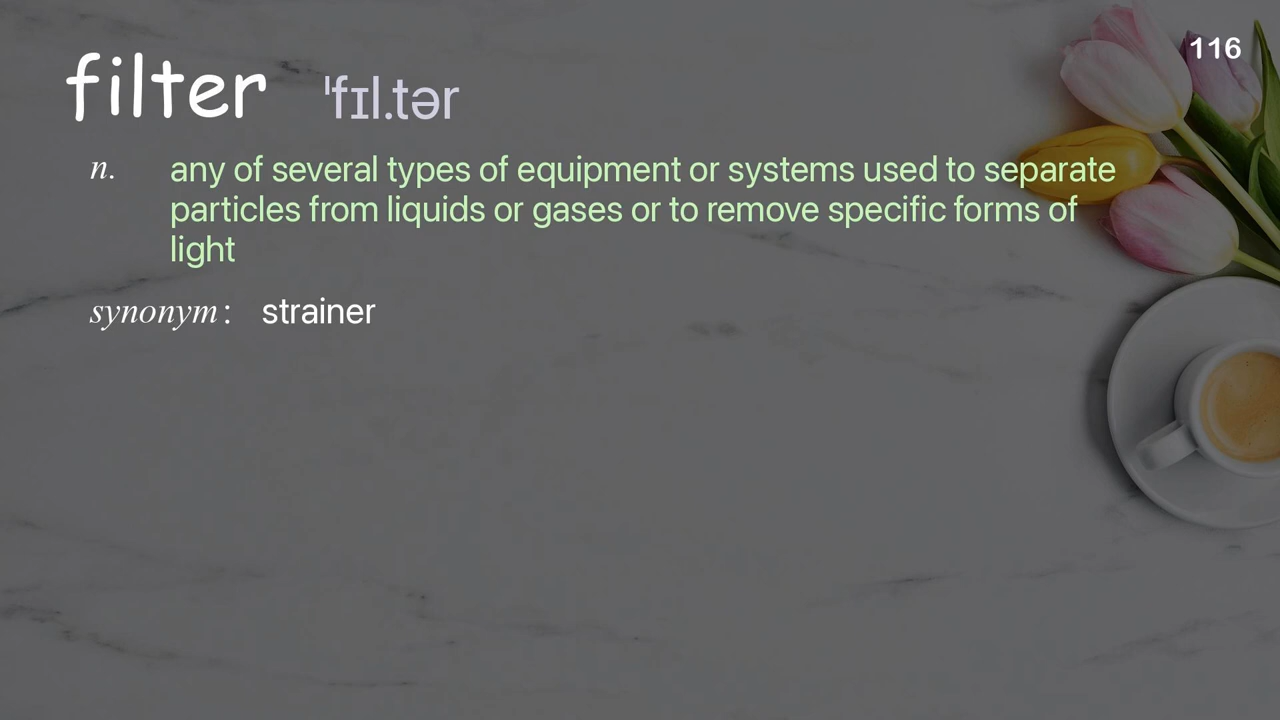 116
filter ˈfɪl.tər
n. any of several types of equipment or systems used to separate
particles from liquids or gases or to remove specific forms of
light
synonym: strainer